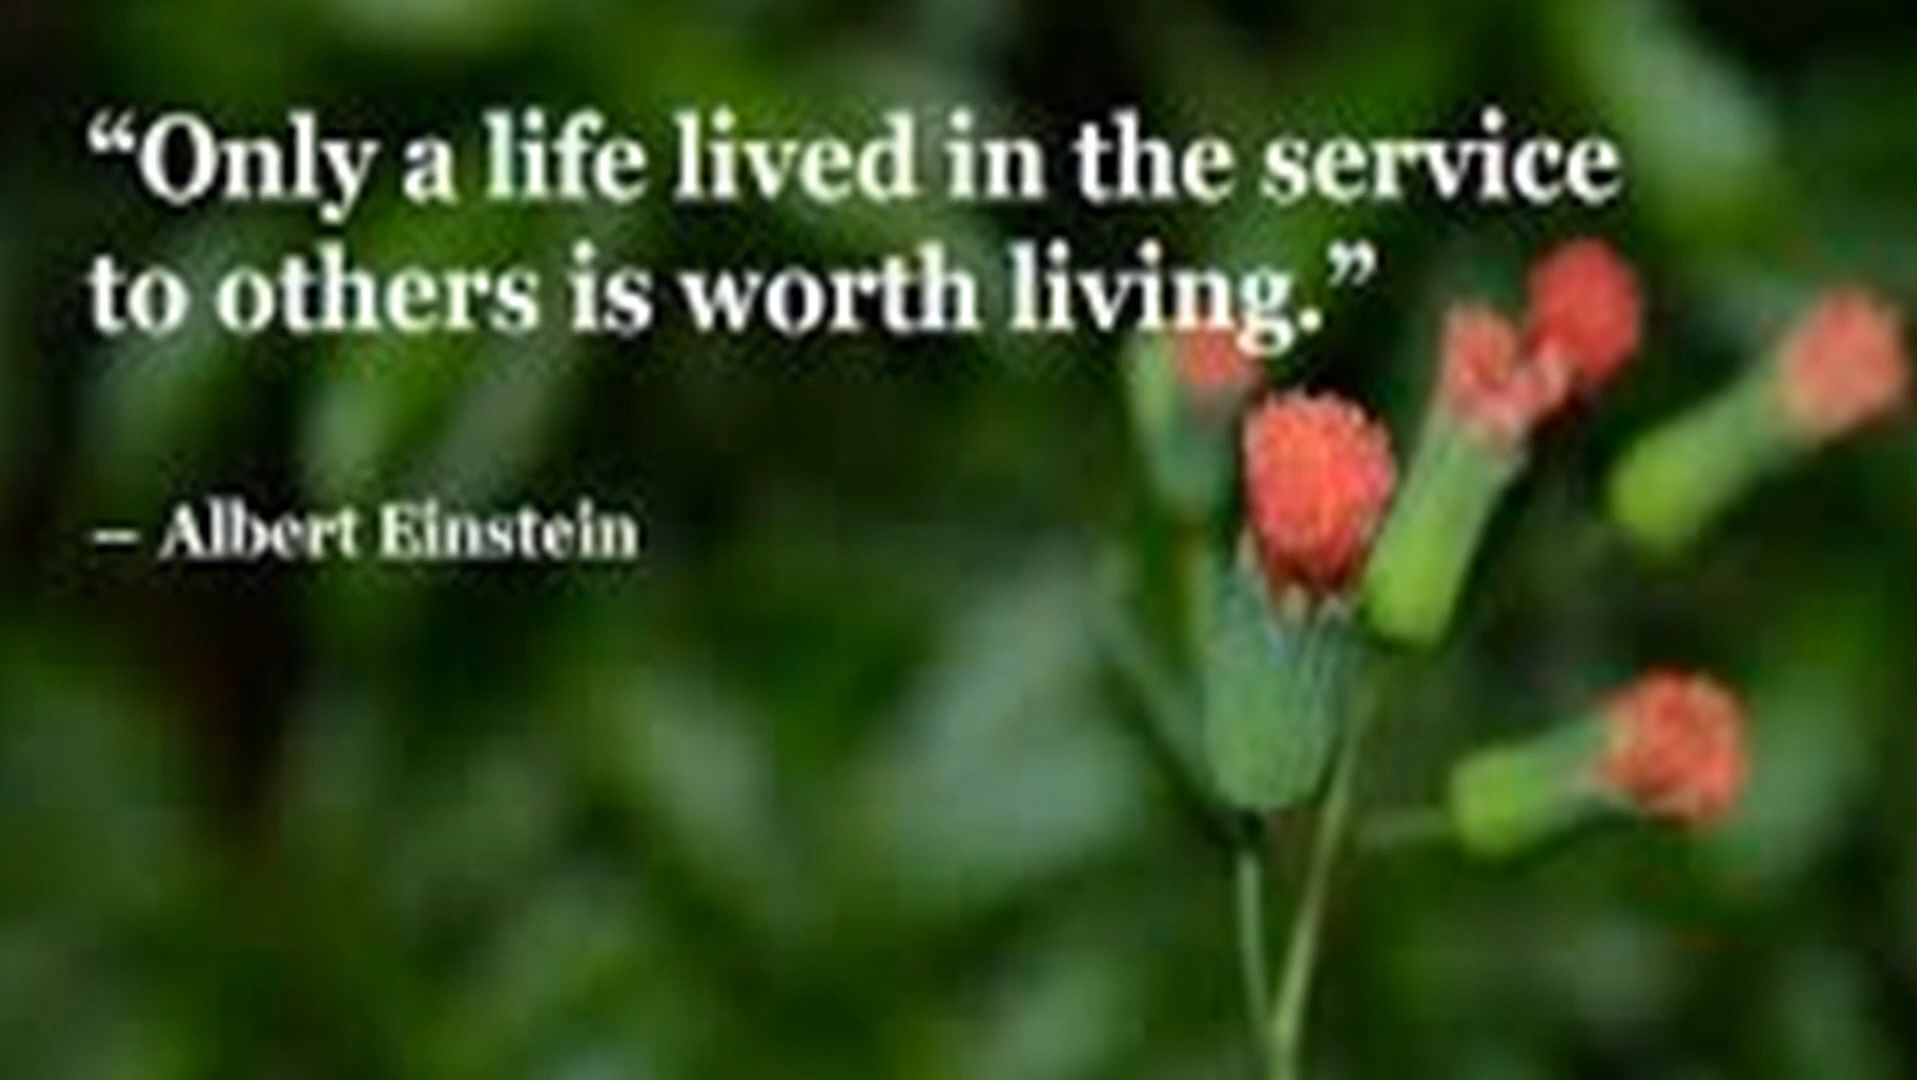 “Only a life lived in the service
to others is worth living.”
– Albert Einstein